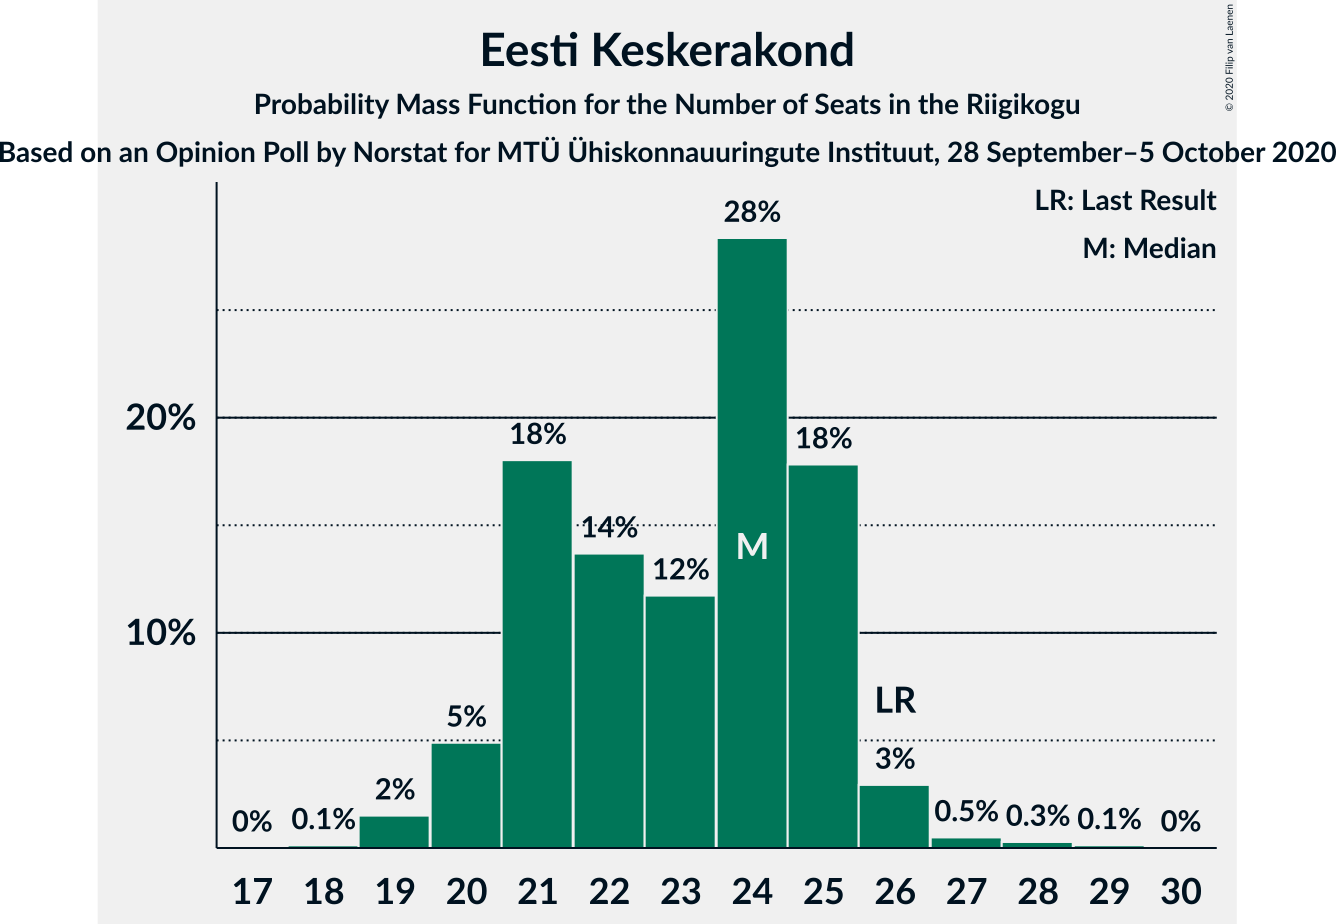 Eesti Keskerakond
Probability Mass Function for the Number of Seats in the Riigikogu
Based on an Opinion Poll by Norstat for MTÜ Ühiskonnauuringute Instituut, 28 September–5 October 2020
© 2020 Filip van Laenen
LR: Last Result
M: Median
28%
20%
18%
18%
14%
12%
M
10%
LR
5%
3%
2%
0%
0.1%
0.5%
0.3%
0.1%
0%
17 18 19 20 21 22 23 24 25 26 27 28 29 30